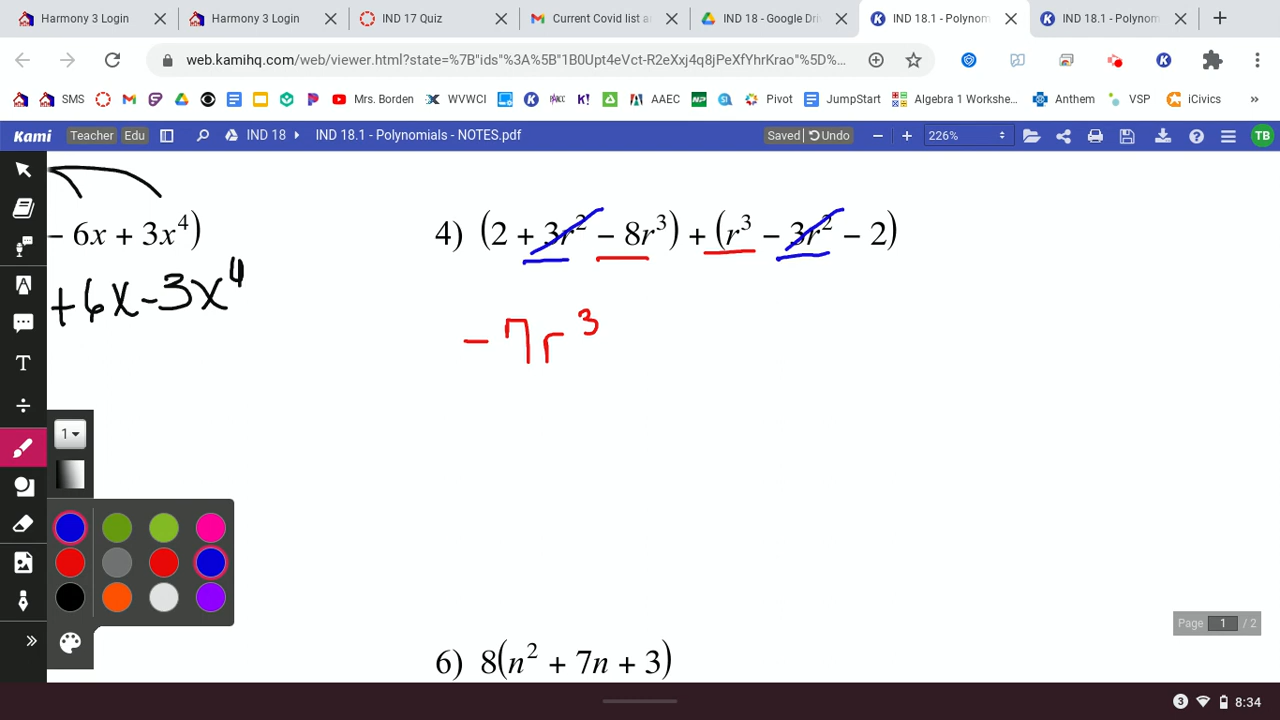 Harmony 3 Login
Harmony 3 Login
IND 17 Quiz
Current Covid list a
IND 18 - Google Dri
IND 18.1 - Polynom
IND 18.1 - Polynom
web.kamihq.com/web/viewer.html?state=%7B"ids"%3A%5B"1B0Upt4eVct-R2eXxj4q8jPeXfYhrKrao"%5D%...
SMS
Mrs. Borden
WVWCI
K!
AAEC
NP
Pivot
JumpStart
Algebra 1 Workshe...
Anthem
VSP
iCivics
»
Kami Teacher Edu IND 18 IND 18.1 - Polynomials - NOTES.pdf Saved Undo 226% TB
− 6x + 3x⁴)
4) (2 + 3r² − 8r³) + (r³ − 3r² − 2)
+6x-3x⁴
-7r³
1
Page 1 / 2
6) 8(n² + 7n + 3)
3 8:34